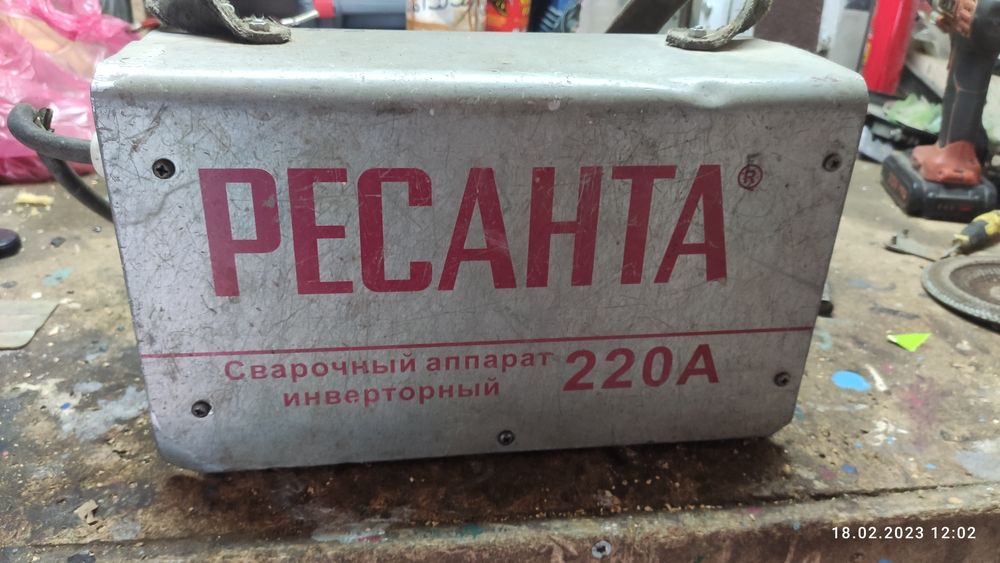 РЕСАНТА®
Сварочный аппарат 220А
инверторный
18.02.2023 12:02